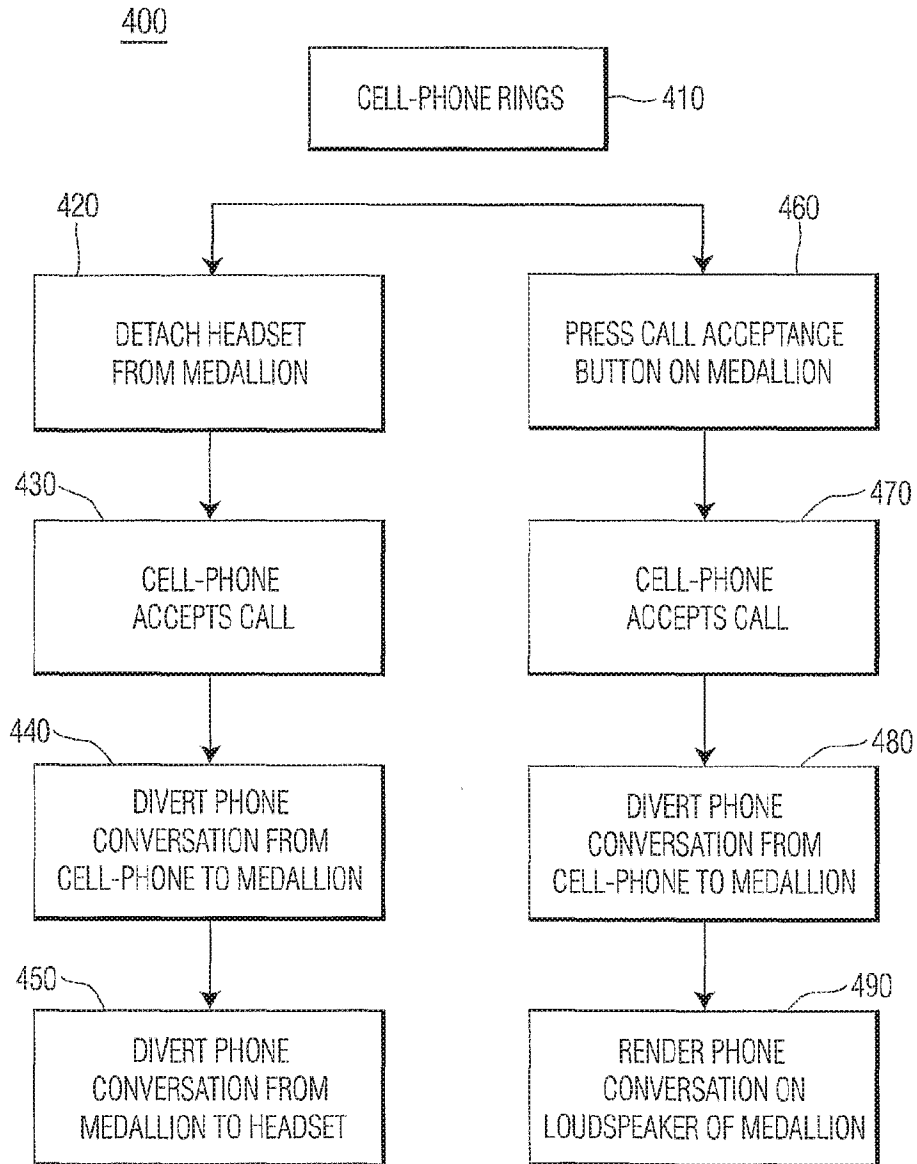 400
CELL-PHONE RINGS
410
420
DETACH HEADSET
FROM MEDALLION
460
PRESS CALL ACCEPTANCE
BUTTON ON MEDALLION
430
CELL-PHONE
ACCEPTS CALL
470
CELL-PHONE
ACCEPTS CALL
440
DIVERT PHONE
CONVERSATION FROM
CELL-PHONE TO MEDALLION
480
DIVERT PHONE
CONVERSATION FROM
CELL-PHONE TO MEDALLION
450
DIVERT PHONE
CONVERSATION FROM
MEDALLION TO HEADSET
490
RENDER PHONE
CONVERSATION ON
LOUDSPEAKER OF MEDALLION